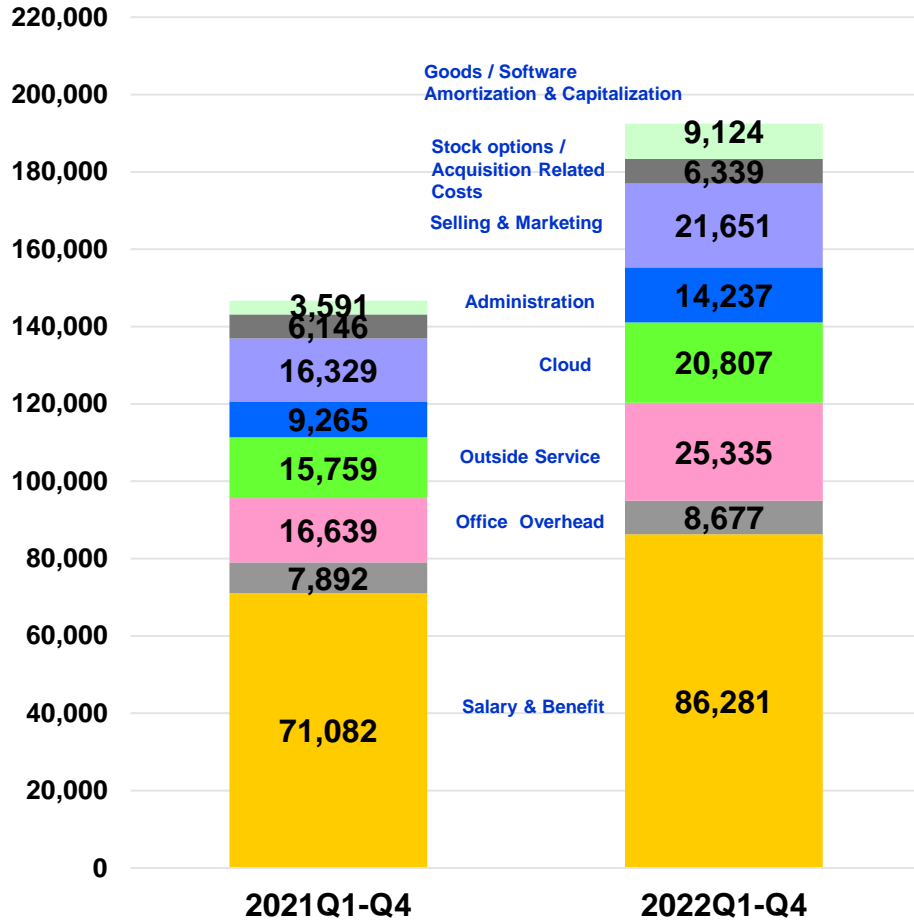 220,000
200,000
180,000
160,000
140,000
120,000
100,000
80,000
60,000
40,000
20,000
0
3,591
6,146
16,329
9,265
15,759
16,639
7,892
71,082
Goods / Software
Amortization & Capitalization
Stock options /
Acquisition Related
Costs
Selling & Marketing
Administration
Cloud
Outside Service
Office Overhead
Salary & Benefit
9,124
6,339
21,651
14,237
20,807
25,335
8,677
86,281
2021Q1-Q4
2022Q1-Q4